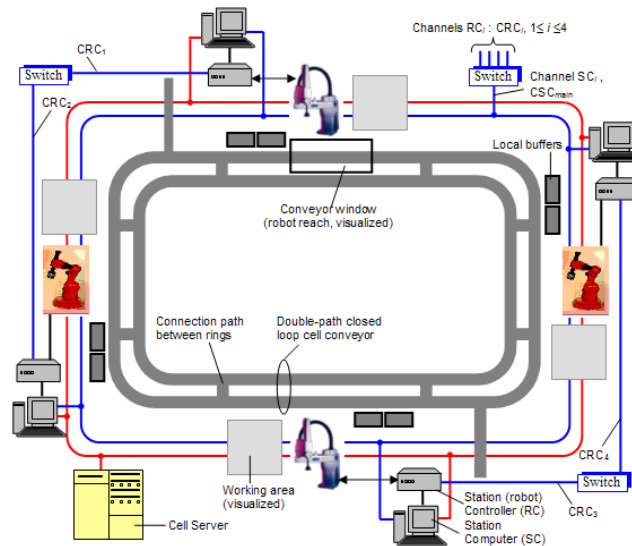 CRC1
Switch
CRC2
Channels RCi : CRCi, 1≤ i ≤4
Switch
Channel SCi ,
CSCmain
Local buffers
Conveyor window
(robot reach, visualized)
Connection path
between rings
Double-path closed
loop cell conveyor
Working area
(visualized)
Cell Server
Station (robot)
Controller (RC)
Station
Computer (SC)
CRC4
Switch
CRC3